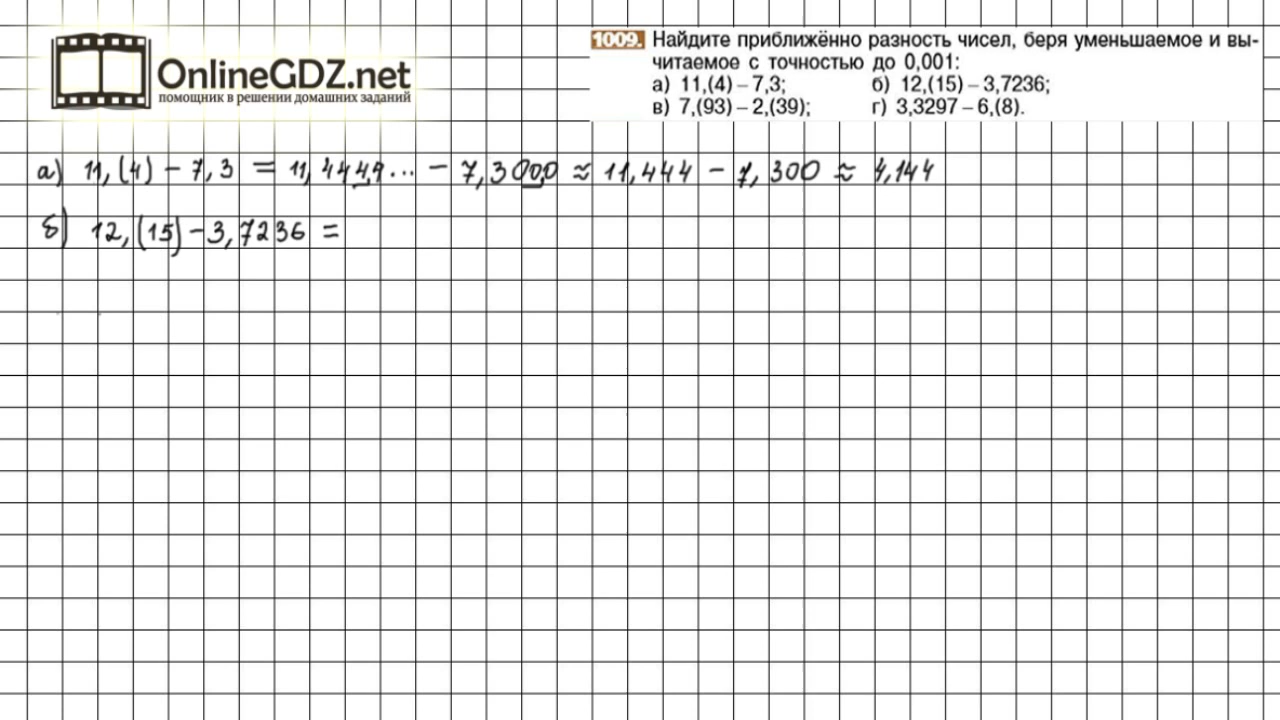 OnlineGDZ.net
помощник в решении домашних заданий
1009. Найдите приближённо разность чисел, беря уменьшаемое и вы-
читаемое с точностью до 0,001:
а) 11,(4) – 7,3; б) 12,(15) – 3,7236;
в) 7,(93) – 2,(39); г) 3,3297 – 6,(8).
а) 11,(4) – 7,3 = 11,4444... – 7,3000 ≈ 11,444 – 7,300 ≈ 4,144
б) 12,(15) – 3,7236 =